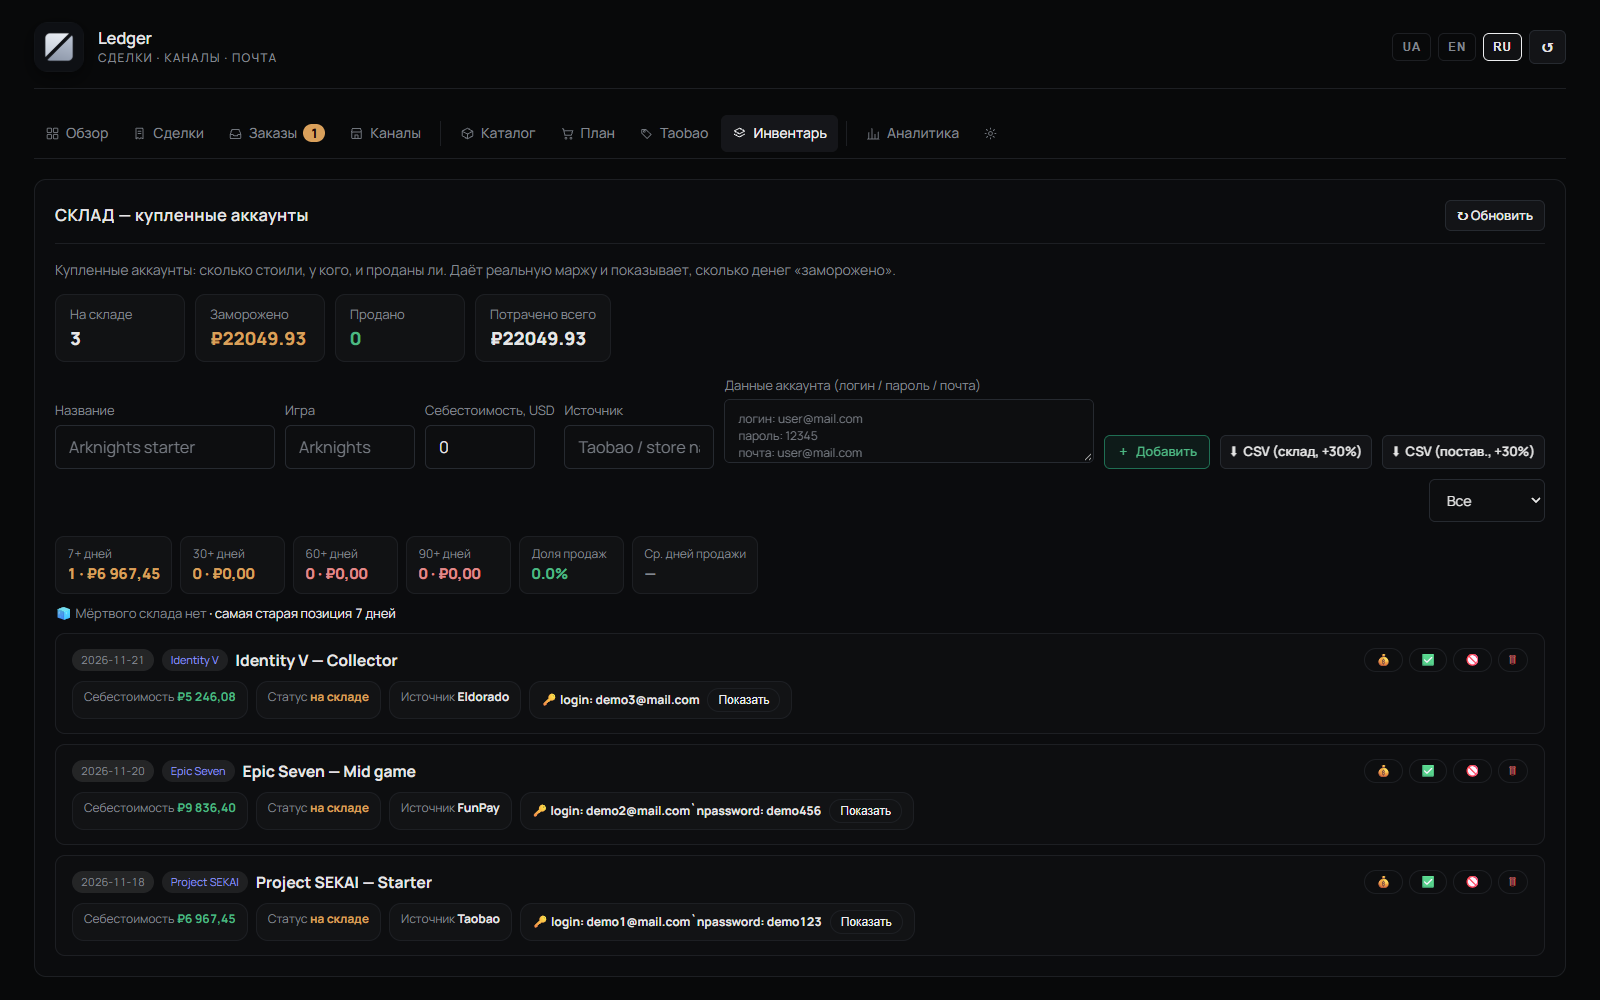 Ledger
СДЕЛКИ · КАНАЛЫ · ПОЧТА
UA EN RU
Обзор Сделки Заказы 1 Каналы Каталог План Taobao Инвентарь Аналитика
СКЛАД — купленные аккаунты
↻ Обновить
Купленные аккаунты: сколько стоили, у кого, и проданы ли. Даёт реальную маржу и показывает, сколько денег «заморожено».
На складе Заморожено Продано Потрачено всего
3 ₽22049.93 0 ₽22049.93
Данные аккаунта (логин / пароль / почта)
Название Игра Себестоимость, USD Источник
логин: user@mail.com
пароль: 12345
почта: user@mail.com
Arknights starter Arknights 0 Taobao / store n
+ Добавить ⬇ CSV (склад, +30%) ⬇ CSV (постав., +30%)
Все
7+ дней 30+ дней 60+ дней 90+ дней Доля продаж Ср. дней продажи
1 · ₽6 967,45 0 · ₽0,00 0 · ₽0,00 0 · ₽0,00 0.0% —
Мёртвого склада нет · самая старая позиция 7 дней
2026-11-21 Identity V Identity V — Collector
Себестоимость ₽5 246,08 Статус на складе Источник Eldorado login: demo3@mail.com Показать
2026-11-20 Epic Seven Epic Seven — Mid game
Себестоимость ₽9 836,40 Статус на складе Источник FunPay login: demo2@mail.com`npassword: demo456 Показать
2026-11-18 Project SEKAI Project SEKAI — Starter
Себестоимость ₽6 967,45 Статус на складе Источник Taobao login: demo1@mail.com`npassword: demo123 Показать